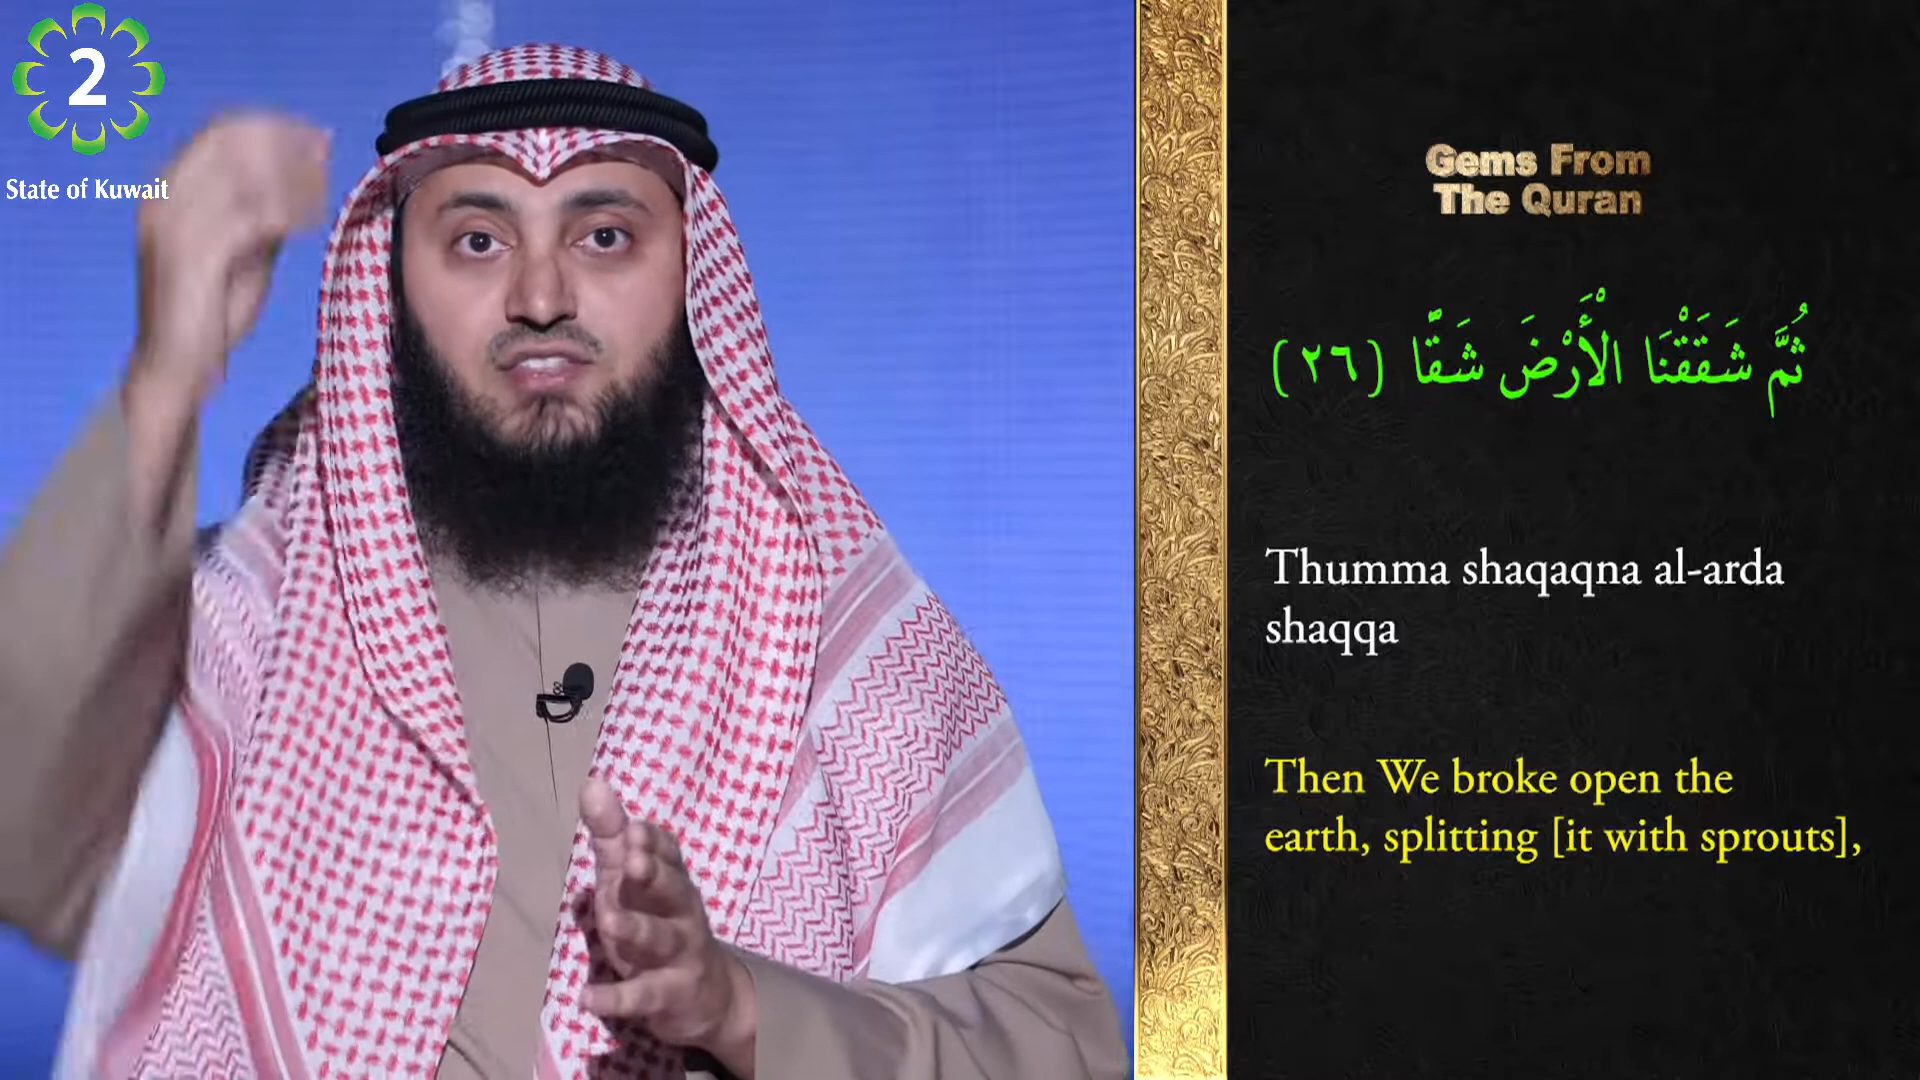 2
State of Kuwait
Gems From
The Quran
ثُمَّ شَقَقْنَا الْأَرْضَ شَقًّا (٢٦)
Thumma shaqaqna al-arda
shaqqa
Then We broke open the
earth, splitting [it with sprouts],